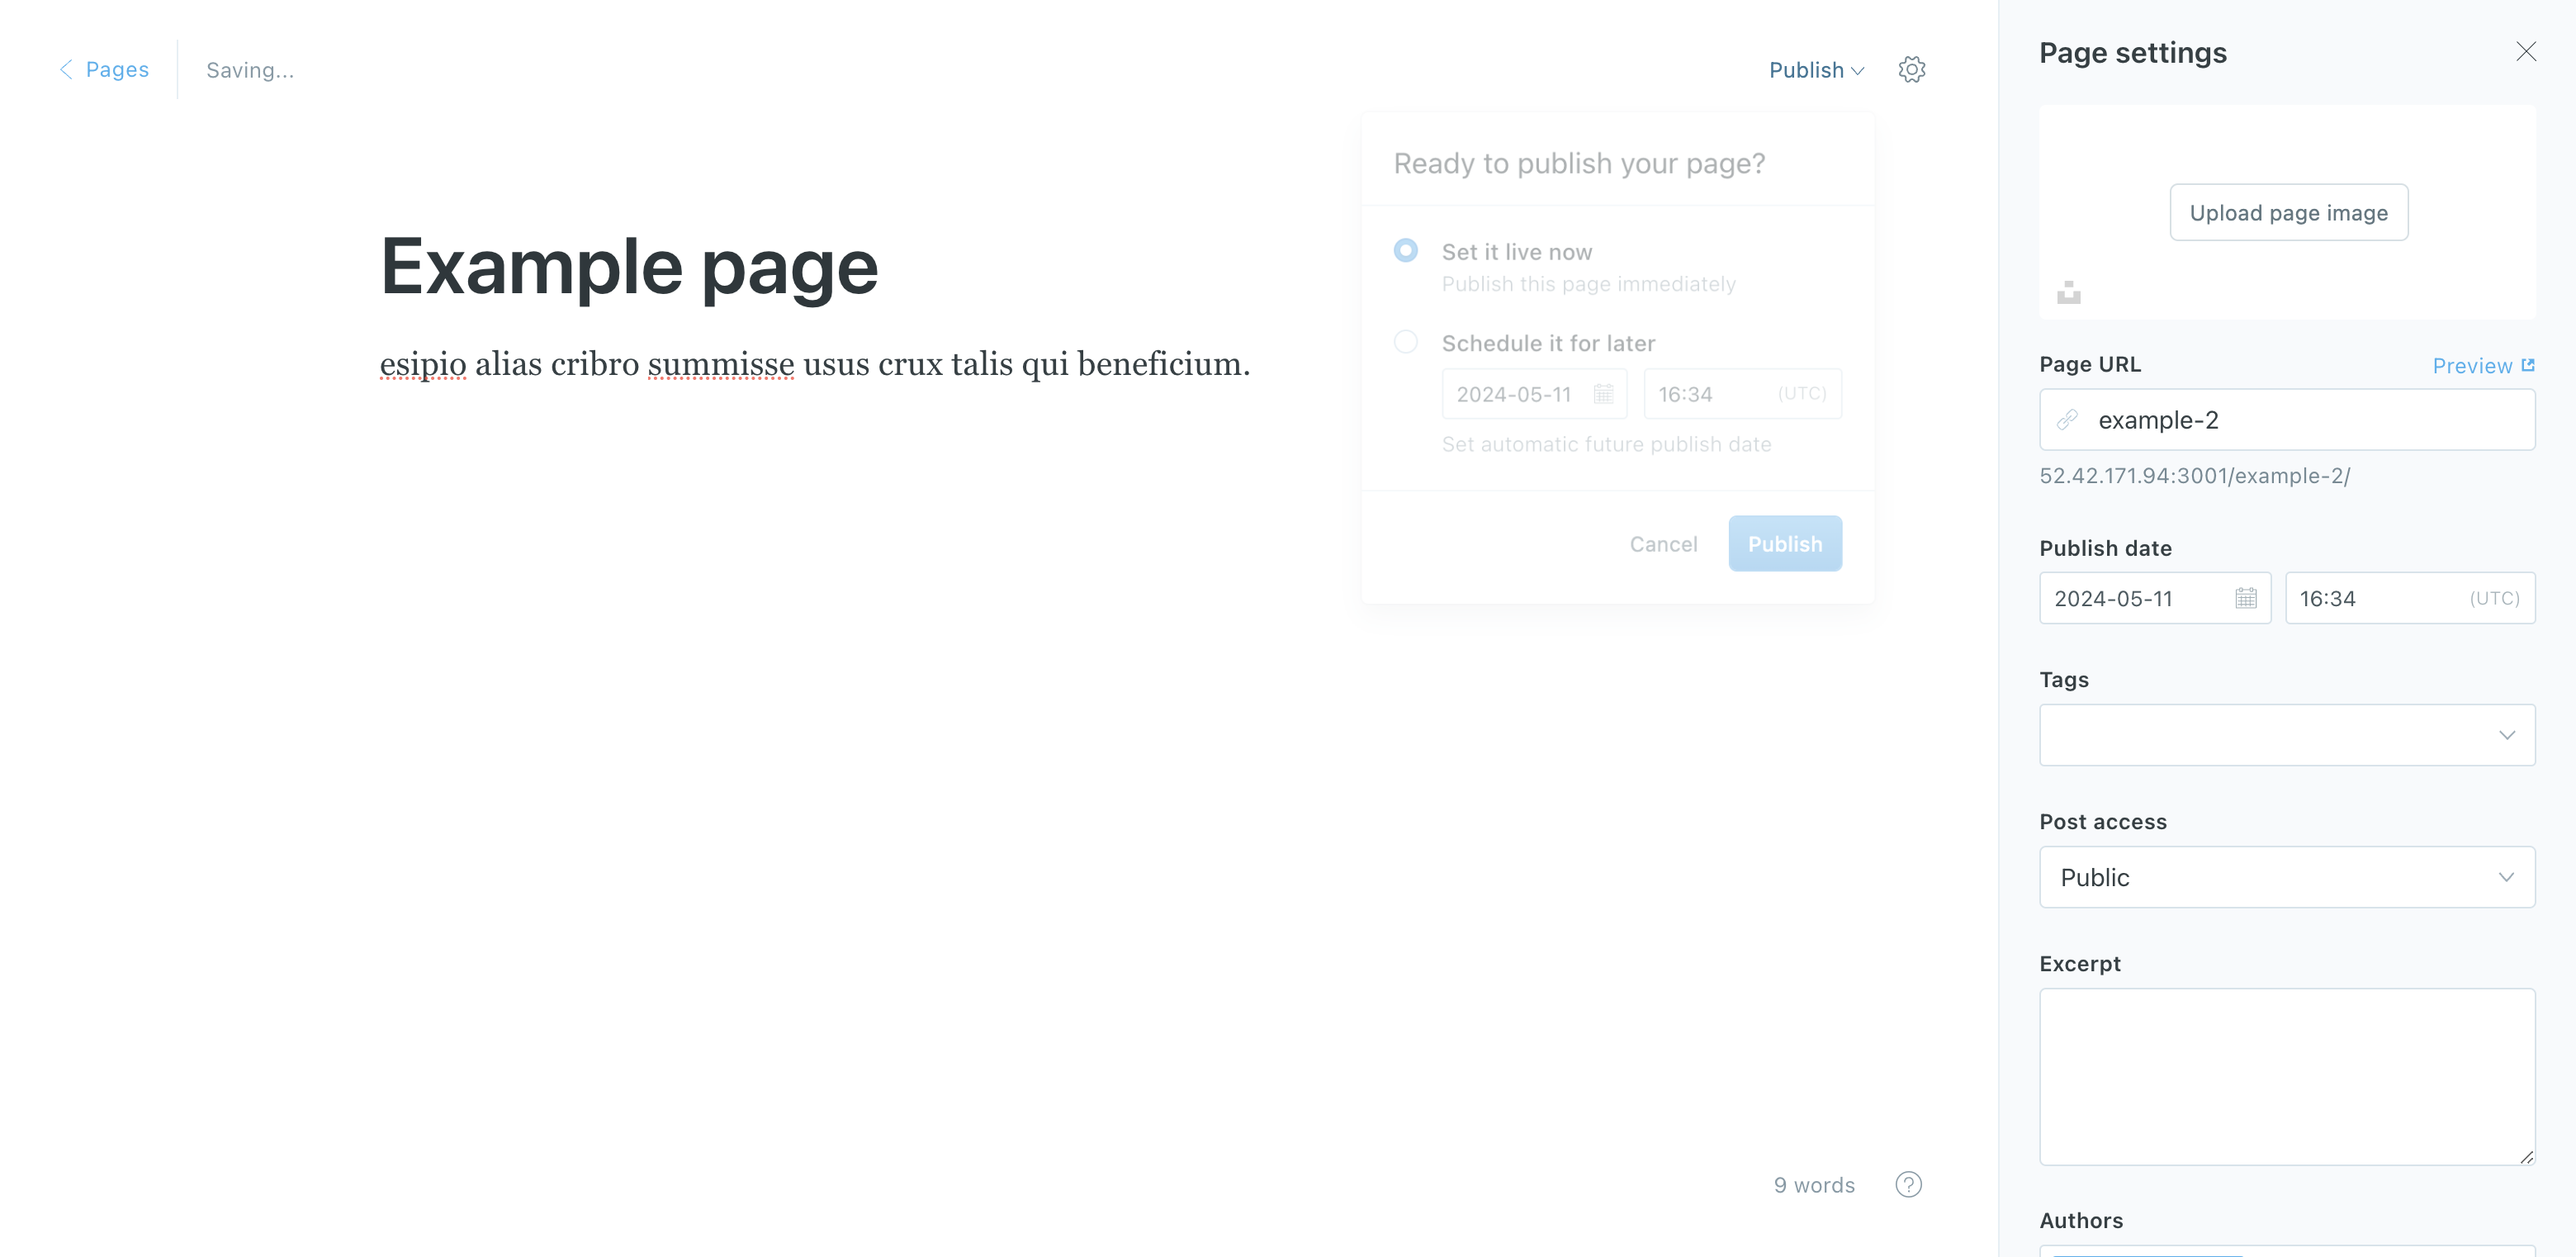 Pages
Saving...
Publish
Ready to publish your page?
Set it live now
Publish this page immediately
Schedule it for later
2024-05-11
16:34
(UTC)
Set automatic future publish date
Cancel
Publish
Example page
esipio alias cribro summisse usus crux talis qui beneficium.
9 words
?
Page settings
Upload page image
Page URL
Preview
example-2
52.42.171.94:3001/example-2/
Publish date
2024-05-11
16:34
(UTC)
Tags
Post access
Public
Excerpt
Authors